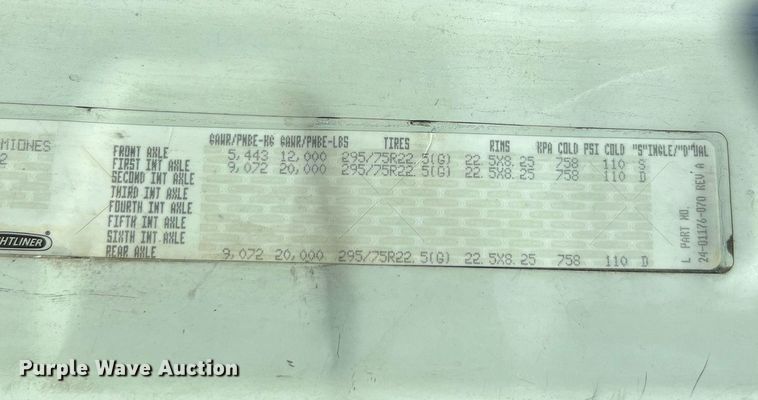 GAWR/PNBE-KG GAWR/PNBE-LBS TIRES RIMS KPA COLD PSI COLD "S"INGLE/"D"UAL
MIONES
FRONT AXLE 5,443 12,000 295/75R22.5(G) 22.5X8.25 758 110 S
2 FIRST INT AXLE 9,072 20,000 295/75R22.5(G) 22.5X8.25 758 110 D
SECOND INT AXLE
THIRD INT AXLE
FOURTH INT AXLE
FIFTH INT AXLE
SIXTH INT AXLE
REAR AXLE 9,072 20,000 295/75R22.5(G) 22.5X8.25 758 110 D
HTLINER
L PART NO.
24-01176-070 REV A
Purple Wave Auction